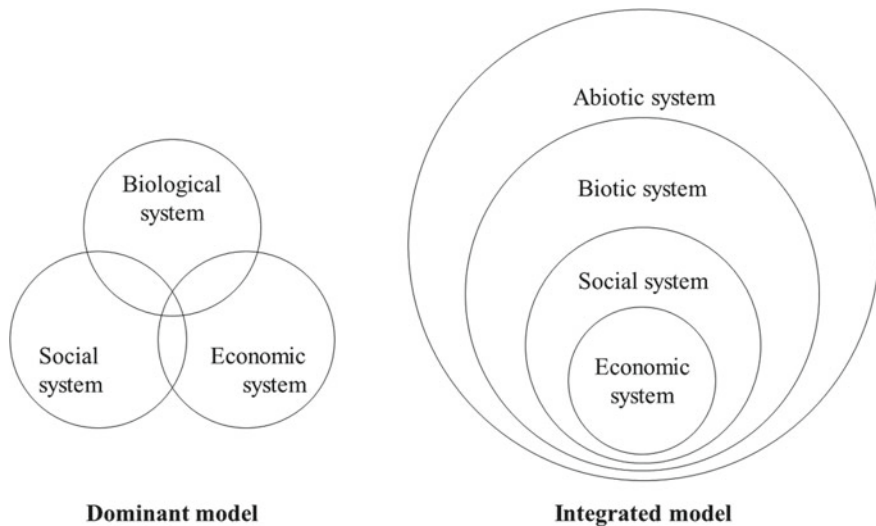 Biological
system
Social
system
Economic
system
Dominant model
Abiotic system
Biotic system
Social system
Economic
system
Integrated model